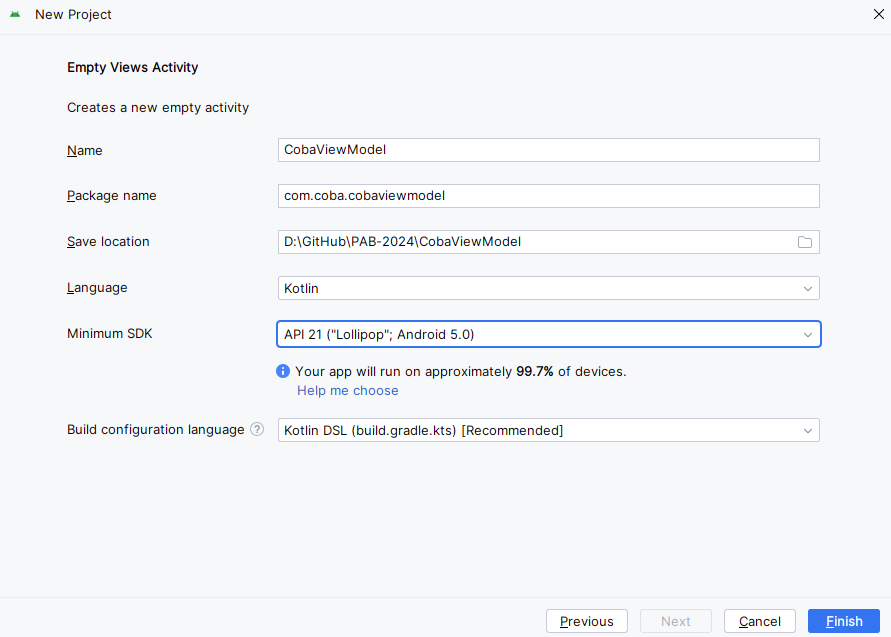 New Project
Empty Views Activity
Creates a new empty activity
Name CobaViewModel
Package name com.coba.cobaviewmodel
Save location D:\GitHub\PAB-2024\CobaViewModel
Language Kotlin
Minimum SDK API 21 ("Lollipop"; Android 5.0)
Your app will run on approximately 99.7% of devices.
Help me choose
Build configuration language ? Kotlin DSL (build.gradle.kts) [Recommended]
Previous Next Cancel Finish